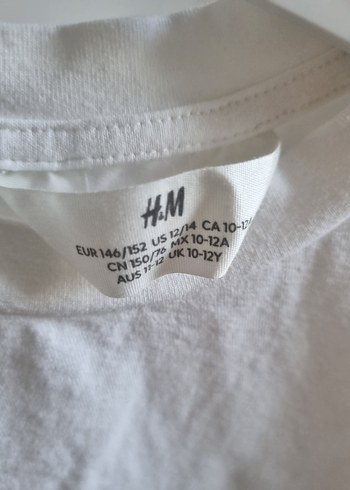 H&M
EUR 146/152 US 12/14 CA 10-12
CN 150/76 MX 10-12A
AUS 11-12 UK 10-12Y